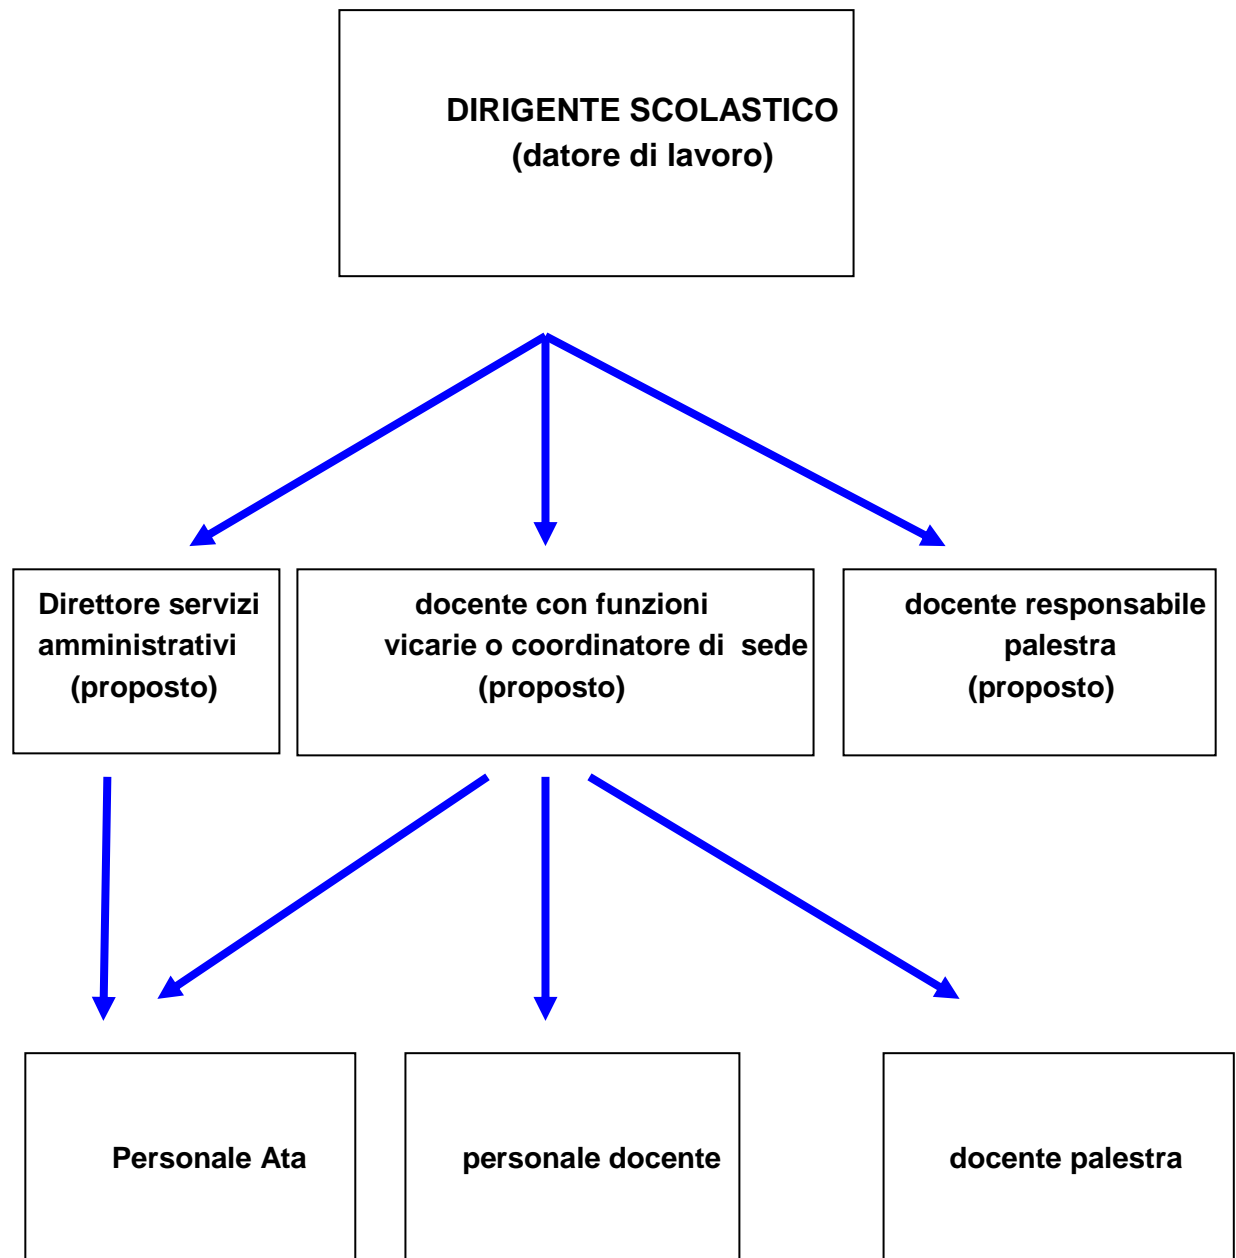 DIRIGENTE SCOLASTICO
(datore di lavoro)
Direttore servizi
amministrativi
(proposto)
docente con funzioni
vicarie o coordinatore di sede
(proposto)
docente responsabile
palestra
(proposto)
Personale Ata
personale docente
docente palestra